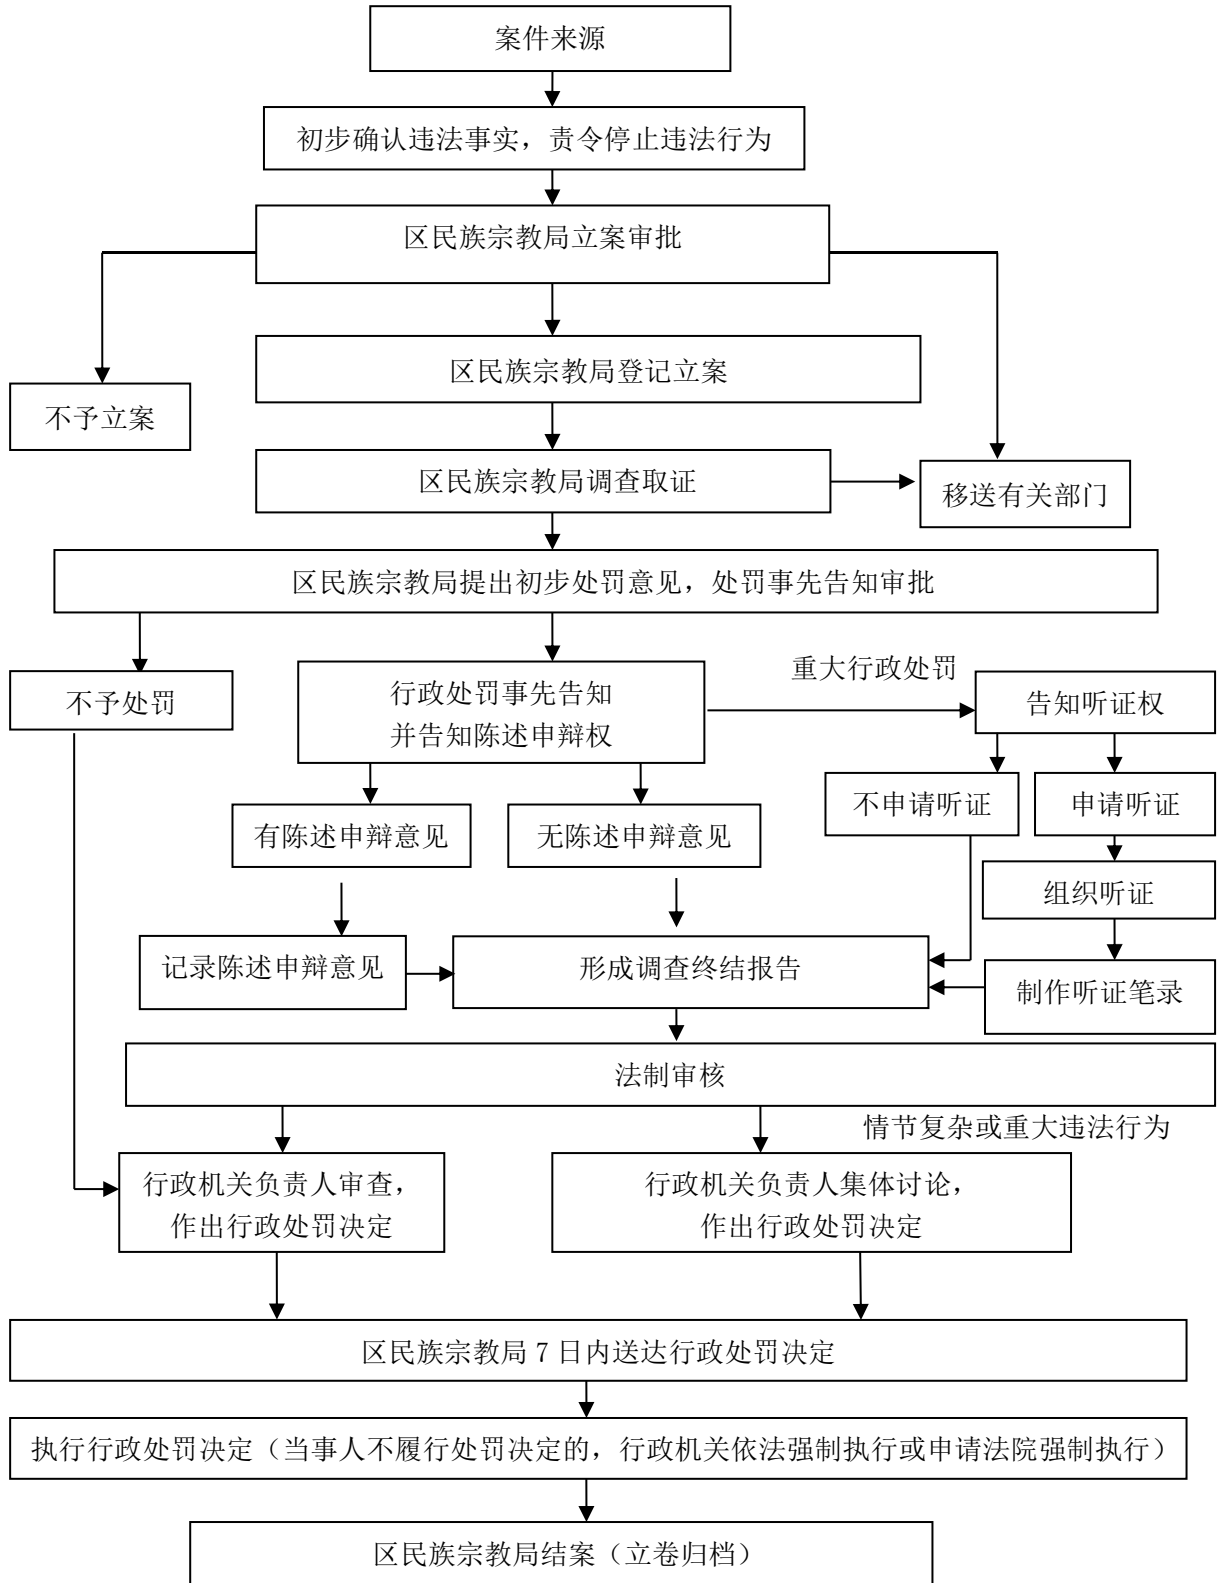 案件来源
初步确认违法事实，责令停止违法行为
区民族宗教局立案审批
区民族宗教局登记立案
不予立案
区民族宗教局调查取证
移送有关部门
区民族宗教局提出初步处罚意见，处罚事先告知审批
不予处罚
行政处罚事先告知
并告知陈述申辩权
重大行政处罚
告知听证权
不申请听证
申请听证
有陈述申辩意见
无陈述申辩意见
组织听证
记录陈述申辩意见
形成调查终结报告
制作听证笔录
法制审核
情节复杂或重大违法行为
行政机关负责人审查，
作出行政处罚决定
行政机关负责人集体讨论，
作出行政处罚决定
区民族宗教局 7 日内送达行政处罚决定
执行行政处罚决定（当事人不履行处罚决定的，行政机关依法强制执行或申请法院强制执行）
区民族宗教局结案（立卷归档）